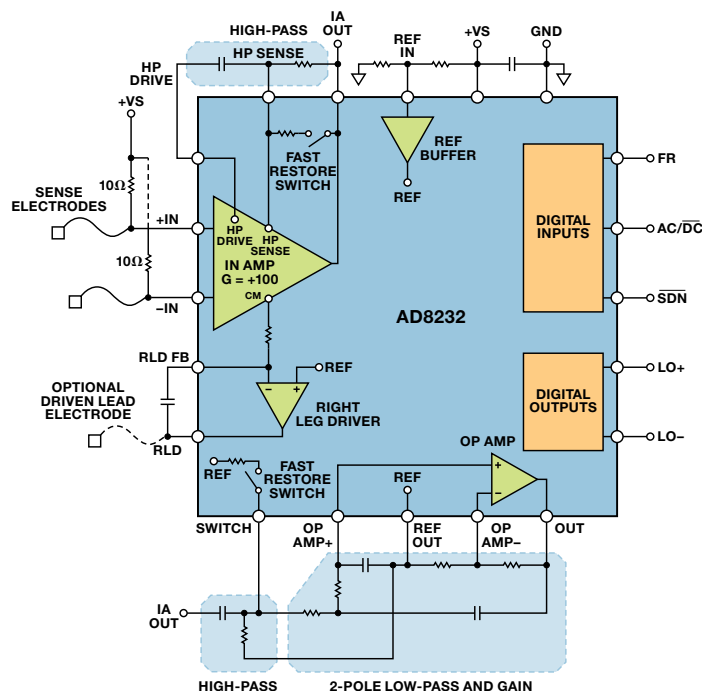 HIGH-PASS
IA
OUT
REF
IN
+VS
GND
HP SENSE
HP
DRIVE
+VS
FAST
RESTORE
SWITCH
REF
BUFFER
REF
FR
10Ω
SENSE
ELECTRODES
+IN
HP
DRIVE
HP
SENSE
DIGITAL
INPUTS
AC/D̅C̅
10Ω
IN AMP
G = +100
CM
–IN
S̅D̅N̅
AD8232
RLD FB
REF
LO+
OPTIONAL
DRIVEN LEAD
ELECTRODE
– +
RIGHT
LEG DRIVER
DIGITAL
OUTPUTS
RLD
LO–
OP AMP
REF
FAST
RESTORE
SWITCH
REF
+
–
SWITCH
OP
AMP+
REF
OUT
OP
AMP–
OUT
IA
OUT
HIGH-PASS
2-POLE LOW-PASS AND GAIN